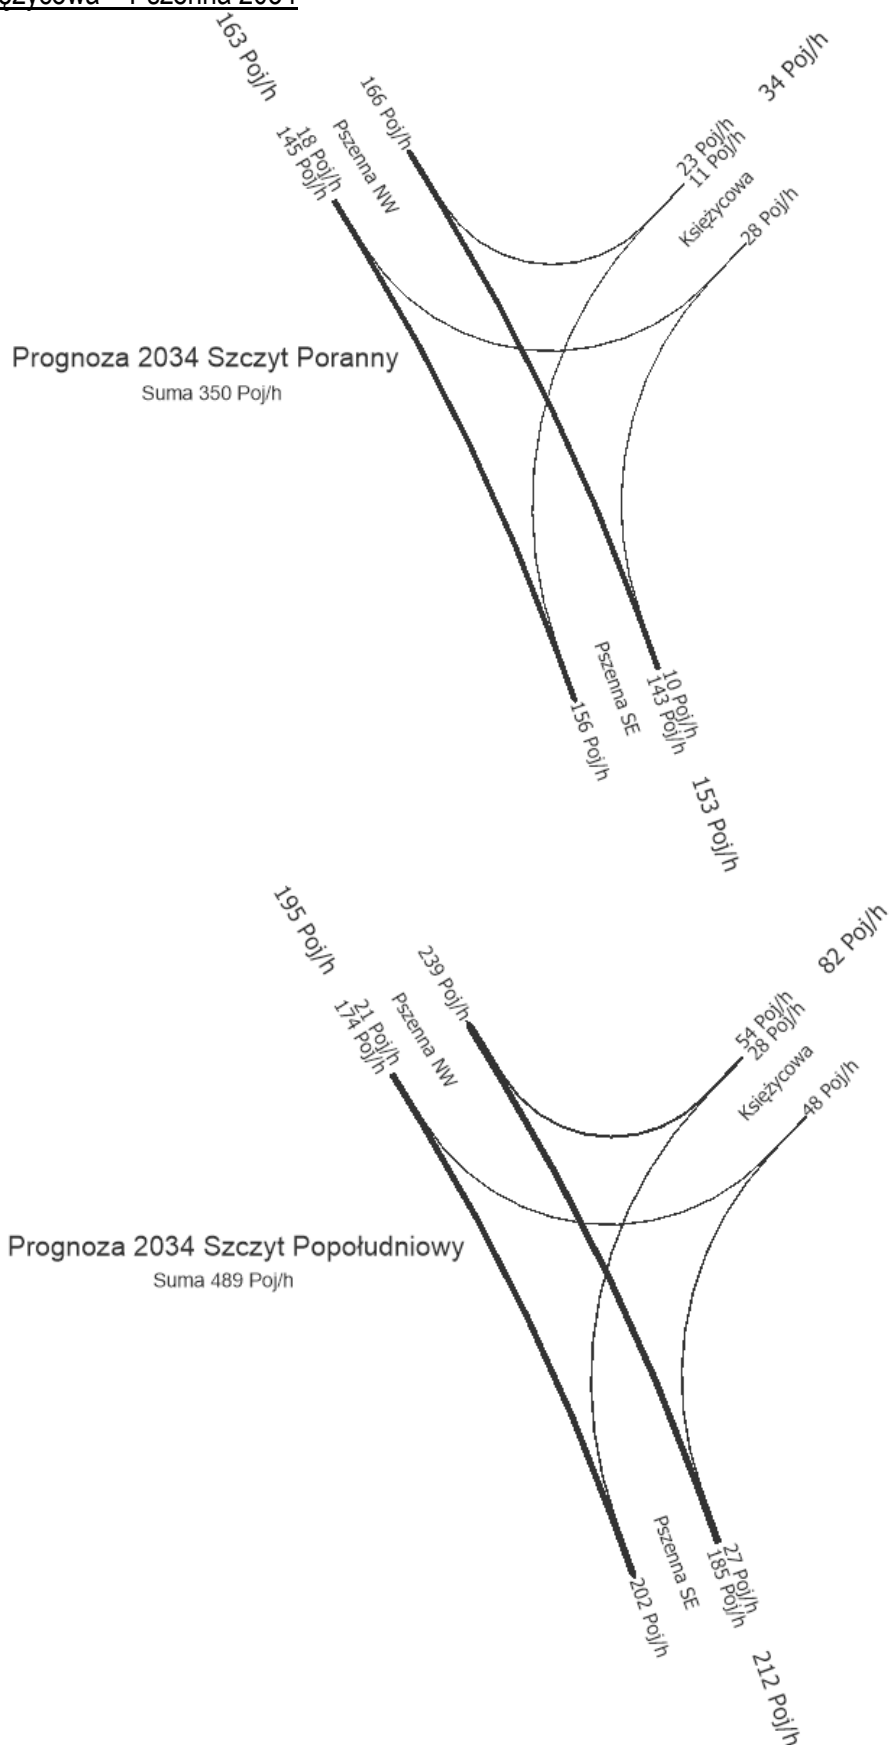 163 Poj/h
166 Poj/h
34 Poj/h
18 Poj/h
145 Poj/h
Pszenna NW
23 Poj/h
11 Poj/h
Księżycowa
28 Poj/h
Prognoza 2034 Szczyt Poranny
Suma 350 Poj/h
Pszenna SE
10 Poj/h
143 Poj/h
156 Poj/h
153 Poj/h
195 Poj/h
239 Poj/h
82 Poj/h
21 Poj/h
174 Poj/h
Pszenna NW
54 Poj/h
28 Poj/h
Księżycowa
48 Poj/h
Prognoza 2034 Szczyt Popołudniowy
Suma 489 Poj/h
Pszenna SE
27 Poj/h
185 Poj/h
202 Poj/h
212 Poj/h